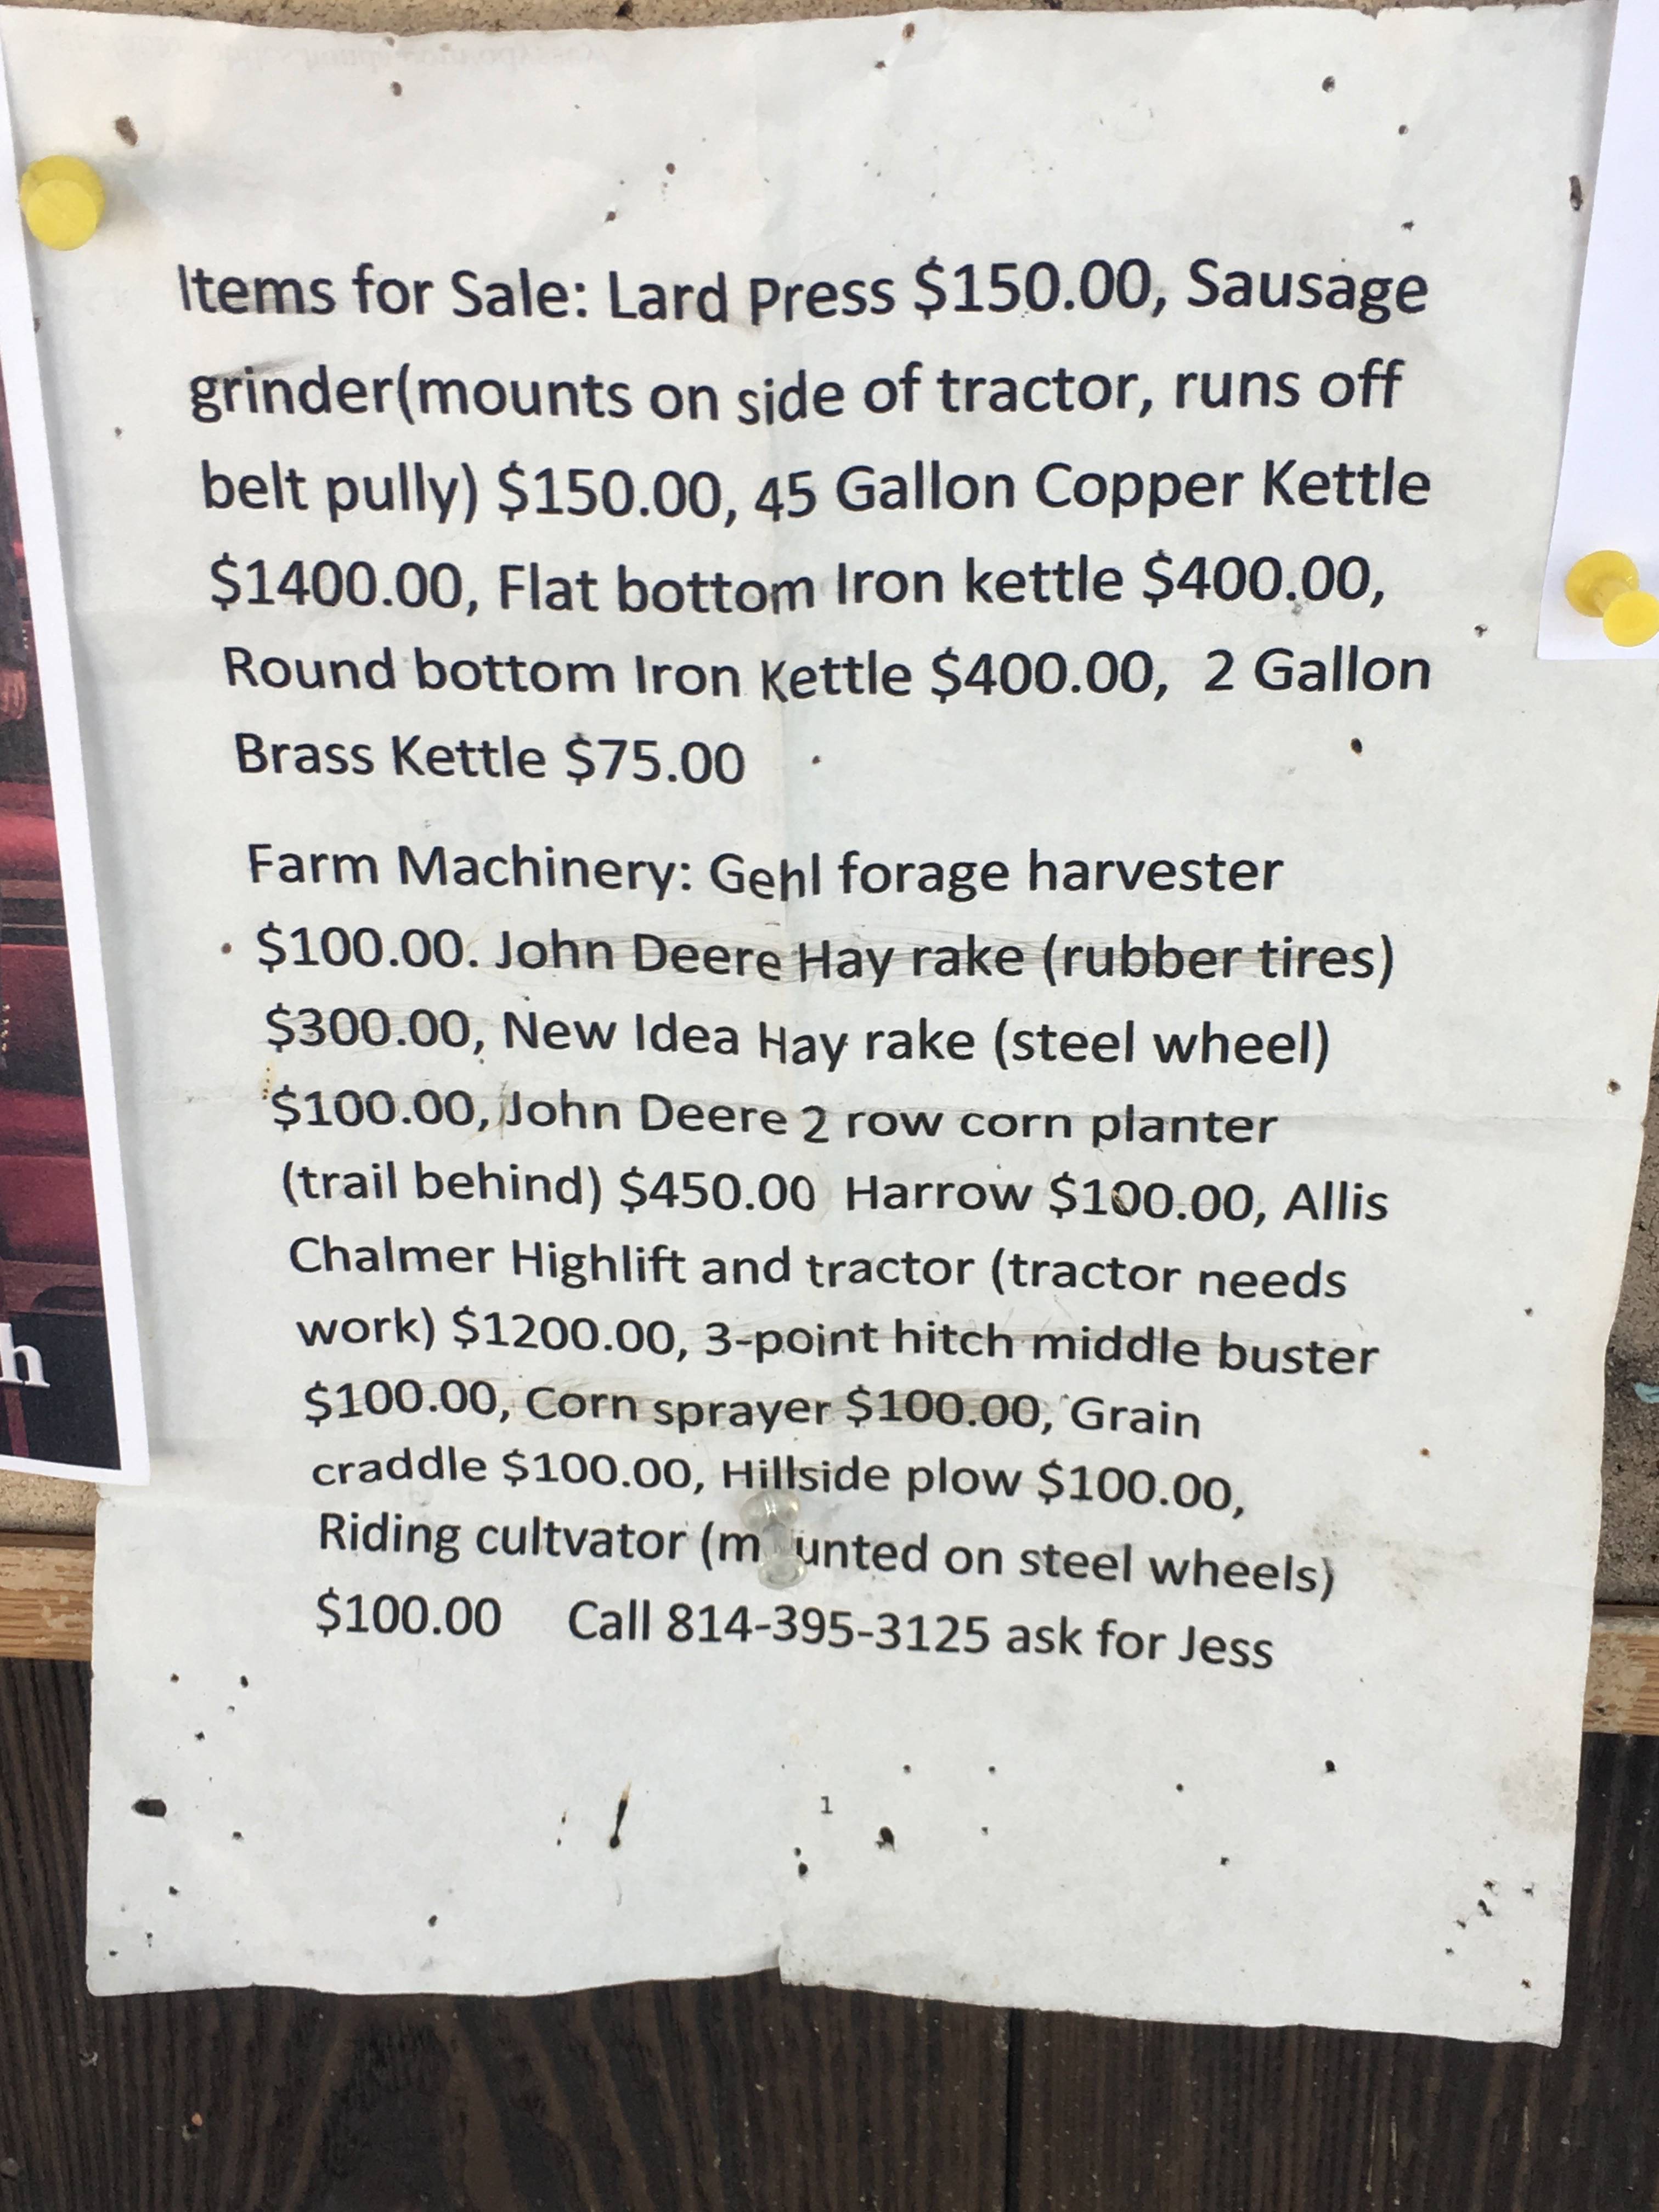 Items for Sale: Lard Press $150.00, Sausage
grinder(mounts on side of tractor, runs off
belt pully) $150.00, 45 Gallon Copper Kettle
$1400.00, Flat bottom Iron kettle $400.00,
Round bottom Iron Kettle $400.00, 2 Gallon
Brass Kettle $75.00
Farm Machinery: Gehl forage harvester
$100.00. John Deere Hay rake (rubber tires)
$300.00, New Idea Hay rake (steel wheel)
$100.00, John Deere 2 row corn planter
(trail behind) $450.00 Harrow $100.00, Allis
Chalmer Highlift and tractor (tractor needs
work) $1200.00, 3-point hitch middle buster
$100.00, Corn sprayer $100.00, Grain
craddle $100.00, Hillside plow $100.00,
Riding cultvator (m unted on steel wheels)
$100.00 Call 814-395-3125 ask for Jess
1
h